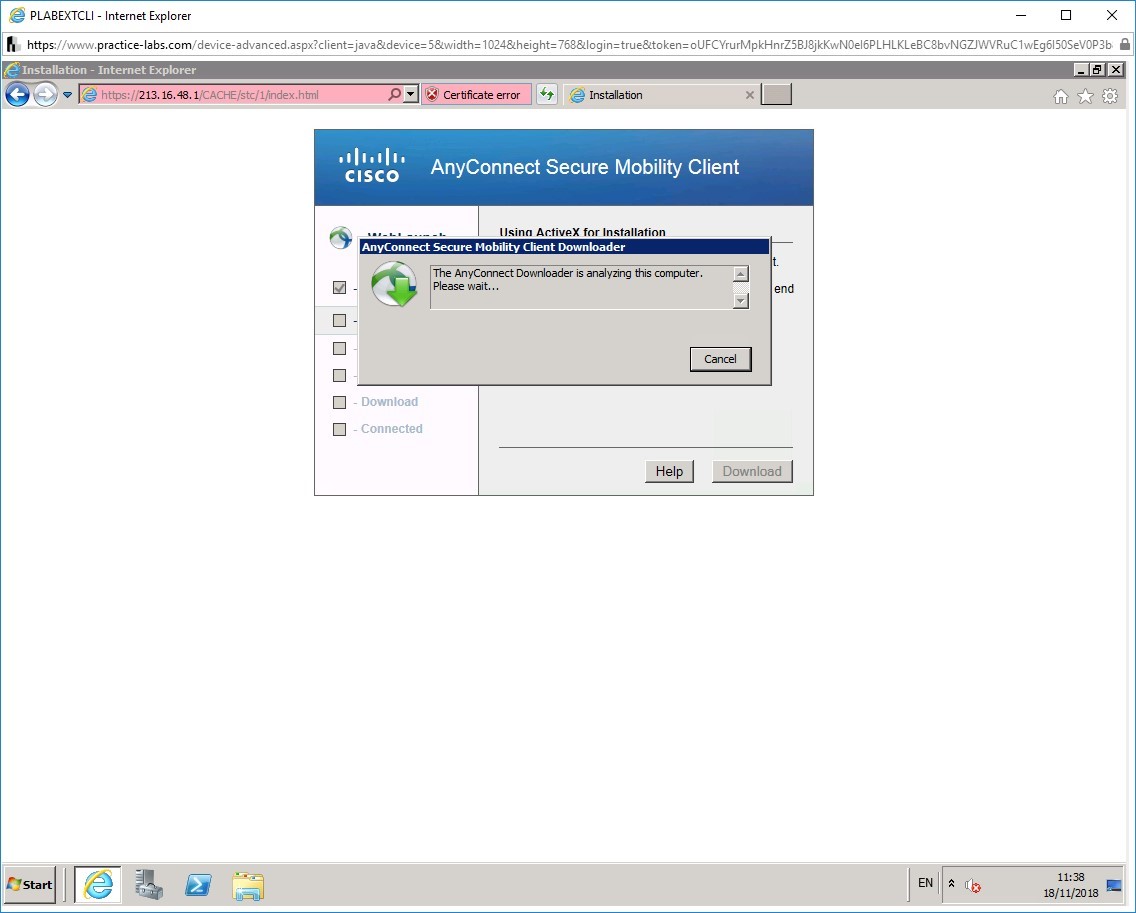 PLABEXTCLI - Internet Explorer
https://www.practice-labs.com/device-advanced.aspx?client=java&device=5&width=1024&height=768&login=true&token=
Installation - Internet Explorer
https://213.16.48.1/CACHE/stc/1/index.html
Certificate error
Installation
CISCO
AnyConnect Secure Mobility Client
WebLaunch
Using ActiveX for Installation
AnyConnect Secure Mobility Client Downloader
t.
The AnyConnect Downloader is analyzing this computer.
Please wait...
-
end
-
-
-
Cancel
- Download
- Connected
Help
Download
Start
EN
11:38
18/11/2018